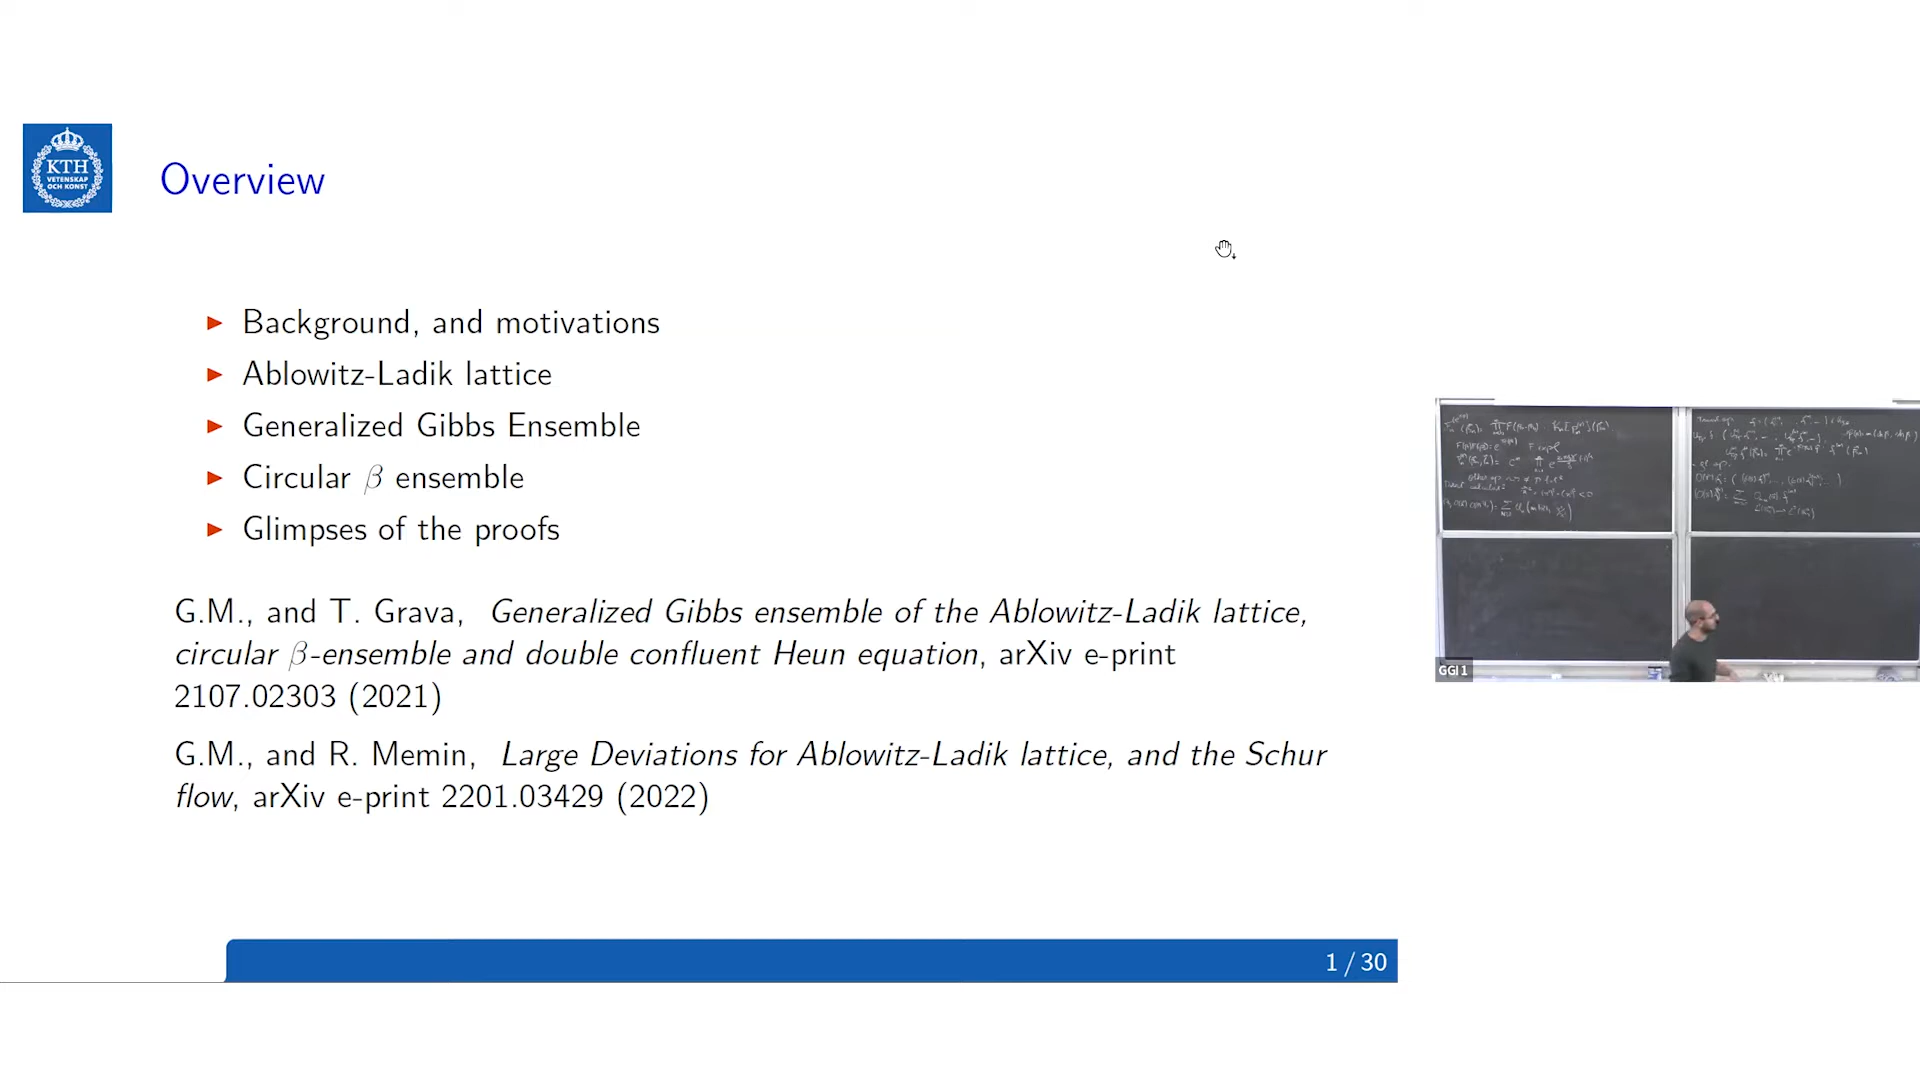 KTH
VETENSKAP
OCH KONST
Overview
Background, and motivations
Ablowitz-Ladik lattice
Generalized Gibbs Ensemble
Circular β ensemble
Glimpses of the proofs
G.M., and T. Grava, Generalized Gibbs ensemble of the Ablowitz-Ladik lattice,
circular β-ensemble and double confluent Heun equation, arXiv e-print
2107.02303 (2021)
G.M., and R. Memin, Large Deviations for Ablowitz-Ladik lattice, and the Schur
flow, arXiv e-print 2201.03429 (2022)
GGI 1
1 / 30